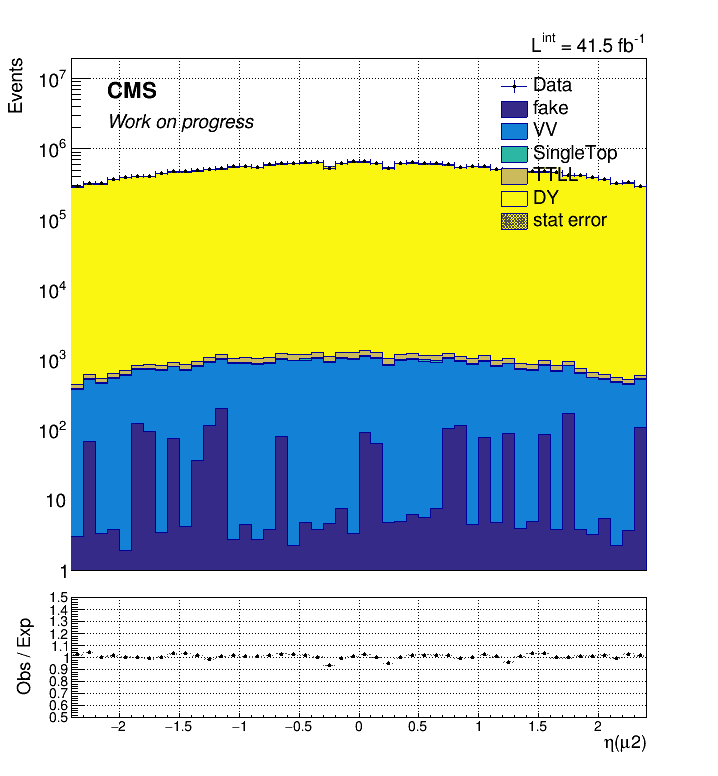 L^int = 41.5 fb^-1
Events
CMS
Work on progress
Data
fake
VV
SingleTop
TTLL
DY
stat error
10^7
10^6
10^5
10^4
10^3
10^2
10
1
Obs / Exp
1.5
1.4
1.3
1.2
1.1
1
0.9
0.8
0.7
0.6
0.5
−2
−1.5
−1
−0.5
0
0.5
1
1.5
2
η(μ2)